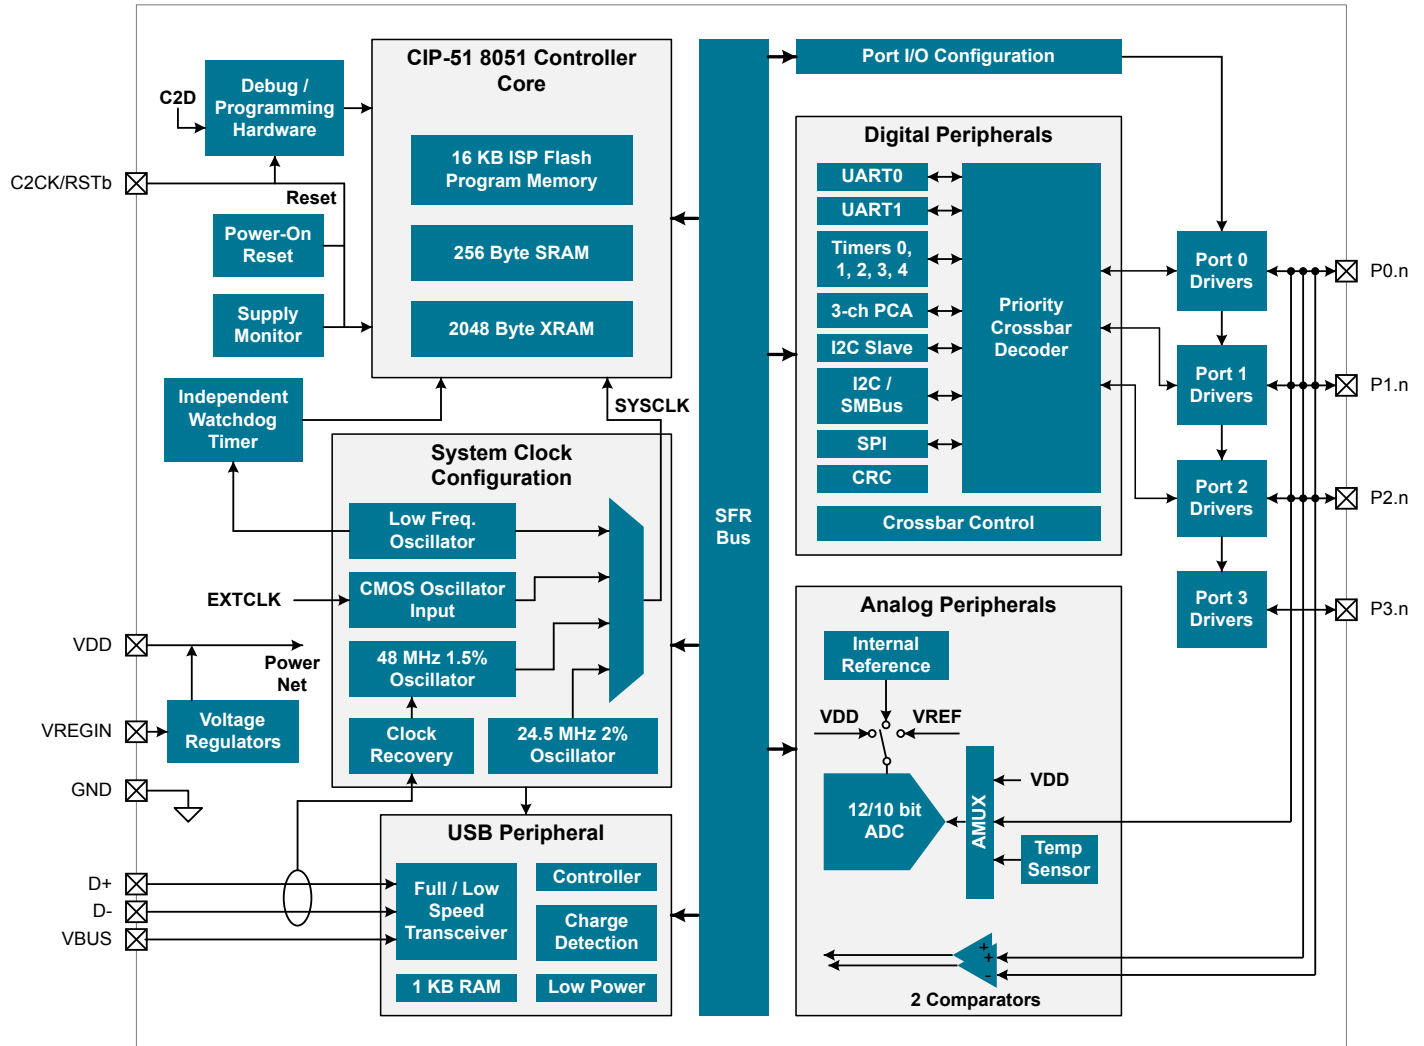 CIP-51 8051 Controller
Core
16 KB ISP Flash
Program Memory
256 Byte SRAM
2048 Byte XRAM
C2D
Debug /
Programming
Hardware
C2CK/RSTb
Reset
Power-On
Reset
Supply
Monitor
Independent
Watchdog
Timer
SYSCLK
System Clock
Configuration
Low Freq.
Oscillator
EXTCLK
CMOS Oscillator
Input
48 MHz 1.5%
Oscillator
Clock
Recovery
24.5 MHz 2%
Oscillator
VDD
Power
Net
VREGIN
Voltage
Regulators
GND
USB Peripheral
D+
D-
VBUS
Full / Low
Speed
Transceiver
Controller
Charge
Detection
1 KB RAM
Low Power
SFR
Bus
Port I/O Configuration
Digital Peripherals
UART0
UART1
Timers 0,
1, 2, 3, 4
3-ch PCA
I2C Slave
I2C /
SMBus
SPI
CRC
Priority
Crossbar
Decoder
Crossbar Control
Port 0
Drivers
P0.n
Port 1
Drivers
P1.n
Port 2
Drivers
P2.n
Port 3
Drivers
P3.n
Analog Peripherals
Internal
Reference
VDD
VREF
12/10 bit
ADC
AMUX
VDD
Temp
Sensor
+
+
-
2 Comparators